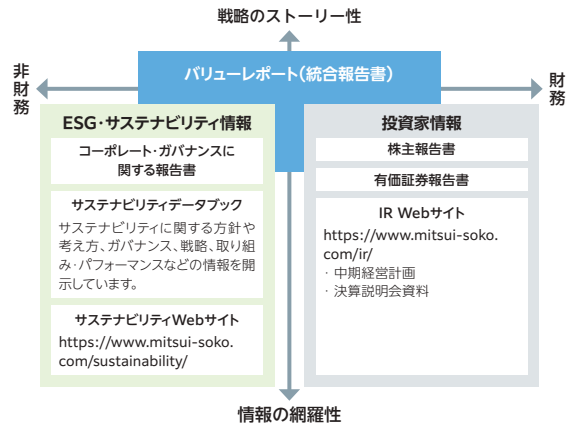 戦略のストーリー性
非財務
財務
バリューレポート（統合報告書）
ESG・サステナビリティ情報
コーポレート・ガバナンスに
関する報告書
サステナビリティデータブック
サステナビリティに関する方針や
考え方、ガバナンス、戦略、取り組
み・パフォーマンスなどの情報を開
示しています。
サステナビリティWebサイト
https://www.mitsui-soko.
com/sustainability/
投資家情報
株主報告書
有価証券報告書
IR Webサイト
https://www.mitsui-soko.
com/ir/
・中期経営計画
・決算説明会資料
情報の網羅性